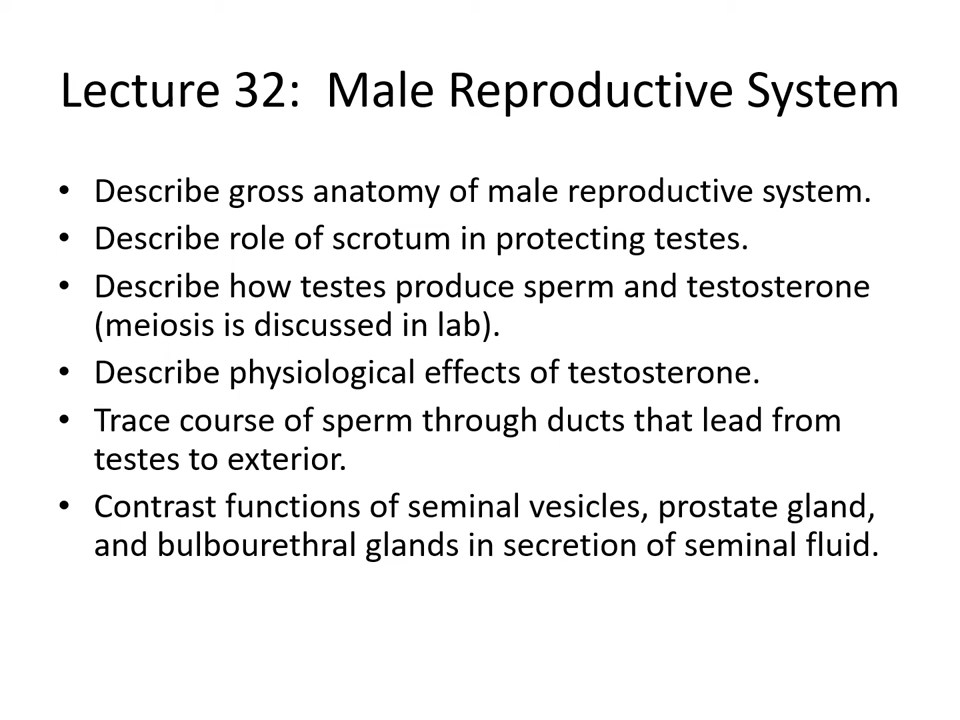 Lecture 32:  Male Reproductive System
• Describe gross anatomy of male reproductive system.
• Describe role of scrotum in protecting testes.
• Describe how testes produce sperm and testosterone
(meiosis is discussed in lab).
• Describe physiological effects of testosterone.
• Trace course of sperm through ducts that lead from
testes to exterior.
• Contrast functions of seminal vesicles, prostate gland,
and bulbourethral glands in secretion of seminal fluid.